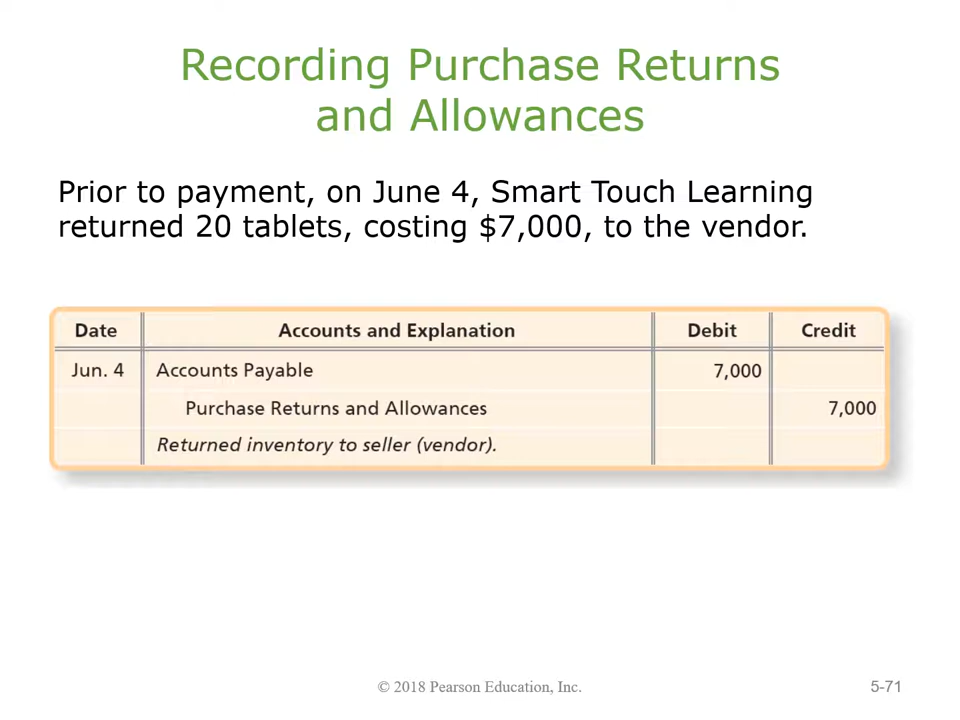 Recording Purchase Returns
and Allowances
Prior to payment, on June 4, Smart Touch Learning
returned 20 tablets, costing $7,000, to the vendor.
Date Accounts and Explanation Debit Credit
Jun. 4 Accounts Payable 7,000
Purchase Returns and Allowances 7,000
Returned inventory to seller (vendor).
© 2018 Pearson Education, Inc. 5-71